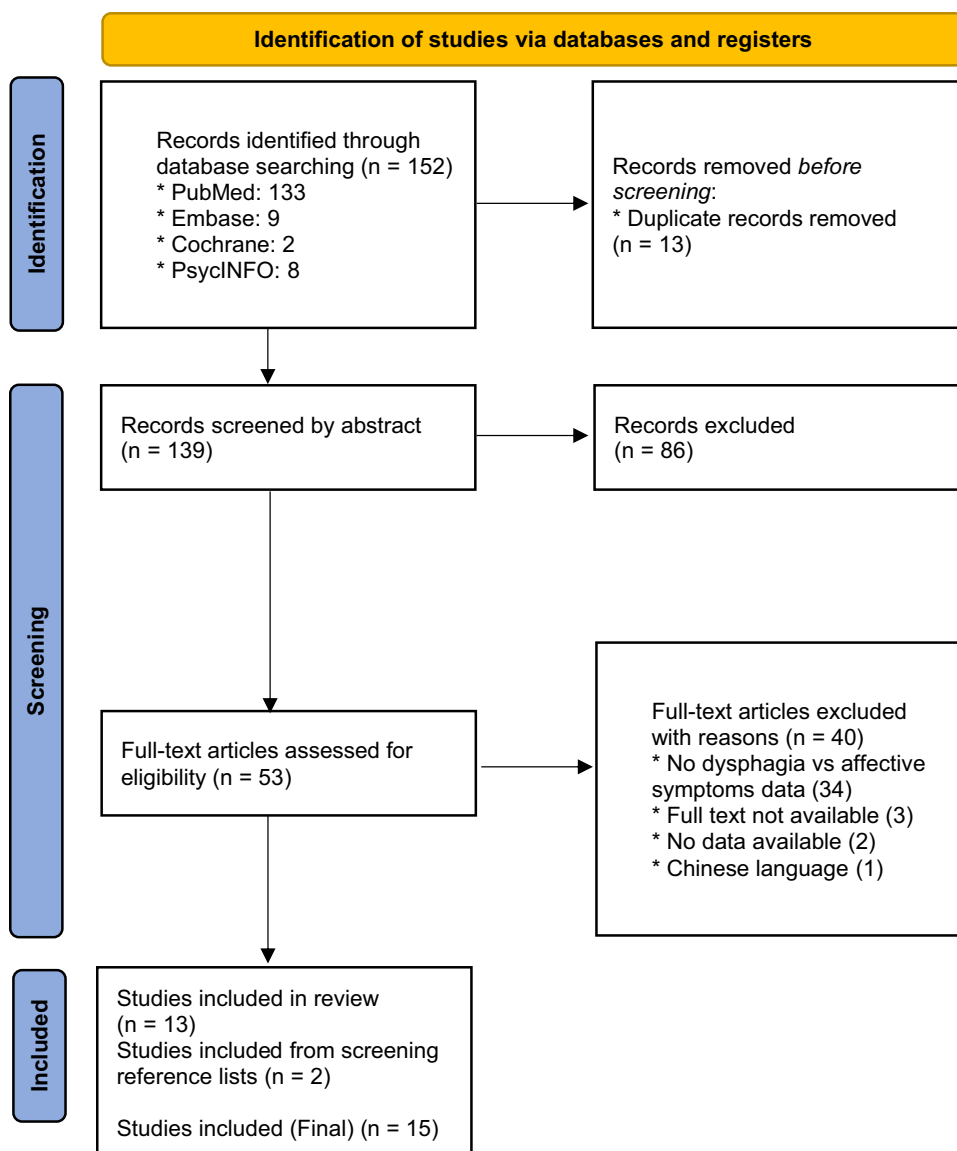 Identification of studies via databases and registers
Identification
Records identified through
database searching (n = 152)
* PubMed: 133
* Embase: 9
* Cochrane: 2
* PsycINFO: 8
Records removed before
screening:
* Duplicate records removed
(n = 13)
Screening
Records screened by abstract
(n = 139)
Records excluded
(n = 86)
Full-text articles assessed for
eligibility (n = 53)
Full-text articles excluded
with reasons (n = 40)
* No dysphagia vs affective
symptoms data (34)
* Full text not available (3)
* No data available (2)
* Chinese language (1)
Included
Studies included in review
(n = 13)
Studies included from screening
reference lists (n = 2)
Studies included (Final) (n = 15)